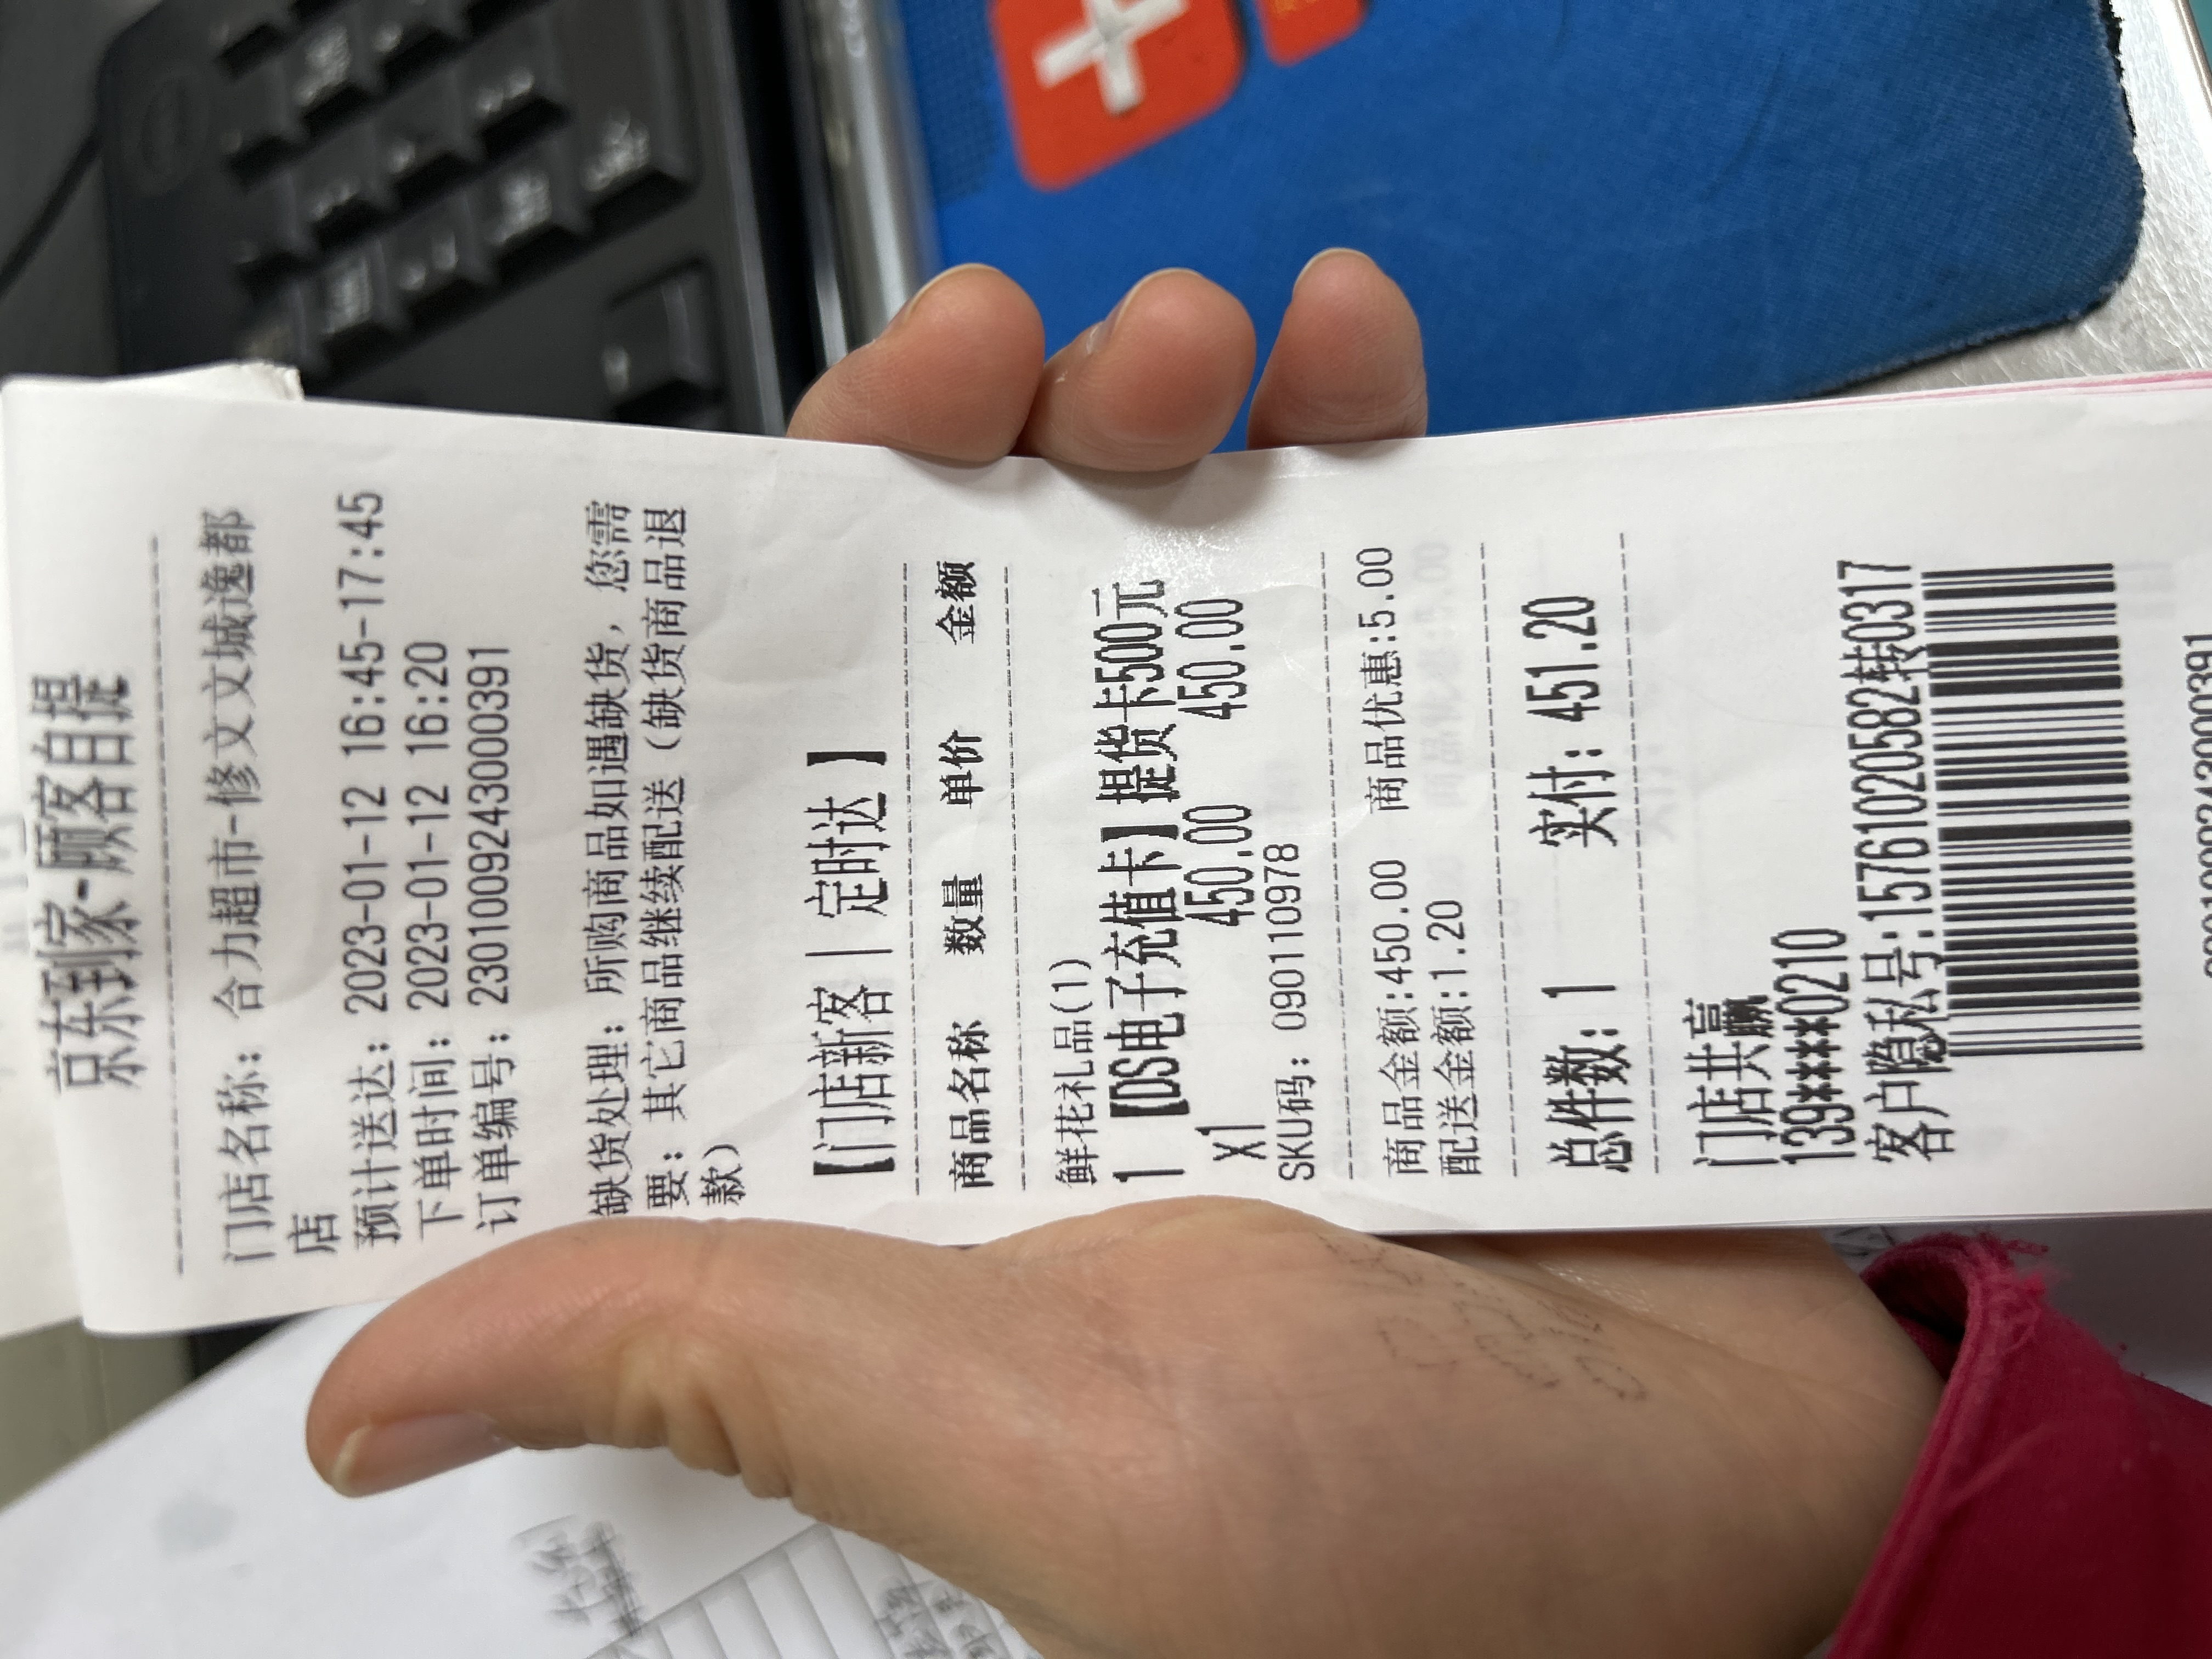 京东到家-顾客自提
门店名称: 合力超市-修文文城逸都
店
预计送达: 2023-01-12 16:45-17:45
下单时间: 2023-01-12 16:20
订单编号: 2301009243000391
缺货处理: 所购商品如遇缺货, 您需
要: 其它商品继续配送 (缺货商品退
款)
【门店新客 | 定时达 】
商品名称 数量 单价 金额
鲜花礼品(1)
1 【DS电子充值卡】提货卡500元
x1 450.00 450.00
SKU码: 090110978
商品金额:450.00 商品优惠:5.00
配送金额:1.20
总件数: 1 实付: 451.20
门店共赢
139****0210
客户隐私号:15761020582转0317